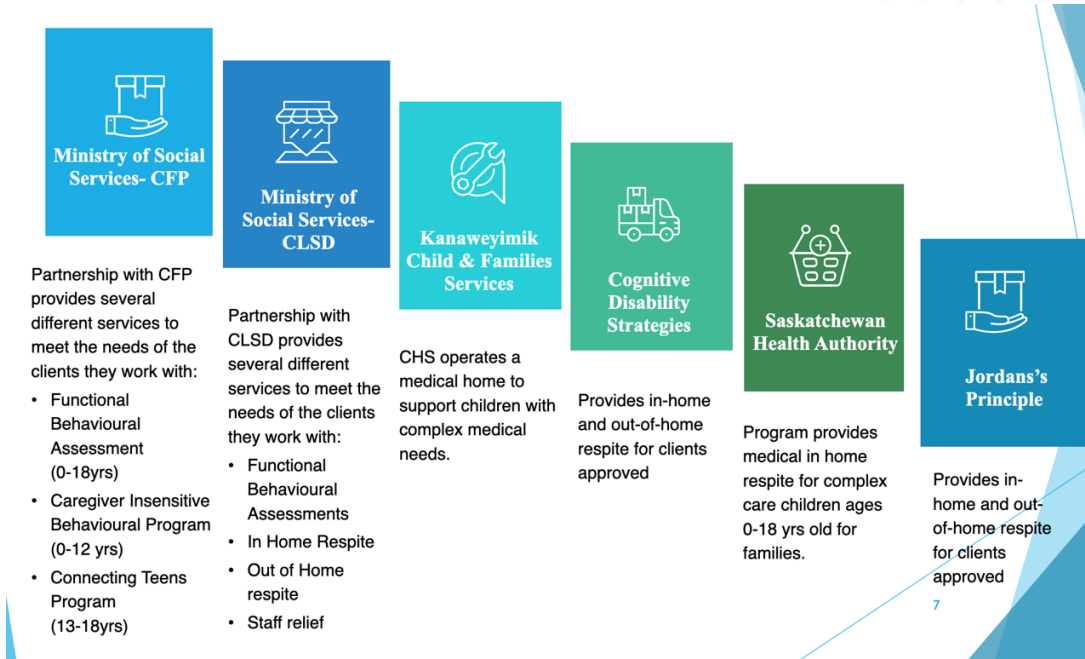 Ministry of Social
Services- CFP
Partnership with CFP
provides several
different services to
meet the needs of the
clients they work with:
• Functional
Behavioural
Assessment
(0-18yrs)
• Caregiver Insensitive
Behavioural Program
(0-12 yrs)
• Connecting Teens
Program
(13-18yrs)
Ministry of
Social Services-
CLSD
Partnership with
CLSD provides
several different
services to meet the
needs of the clients
they work with:
• Functional
Behavioural
Assessments
• In Home Respite
• Out of Home
respite
• Staff relief
Kanaweyimik
Child & Families
Services
CHS operates a
medical home to
support children with
complex medical
needs.
Cognitive
Disability
Strategies
Provides in-home
and out-of-home
respite for clients
approved
Saskatchewan
Health Authority
Program provides
medical in home
respite for complex
care children ages
0-18 yrs old for
families.
Jordans's
Principle
Provides in-
home and out-
of-home respite
for clients
approved
7